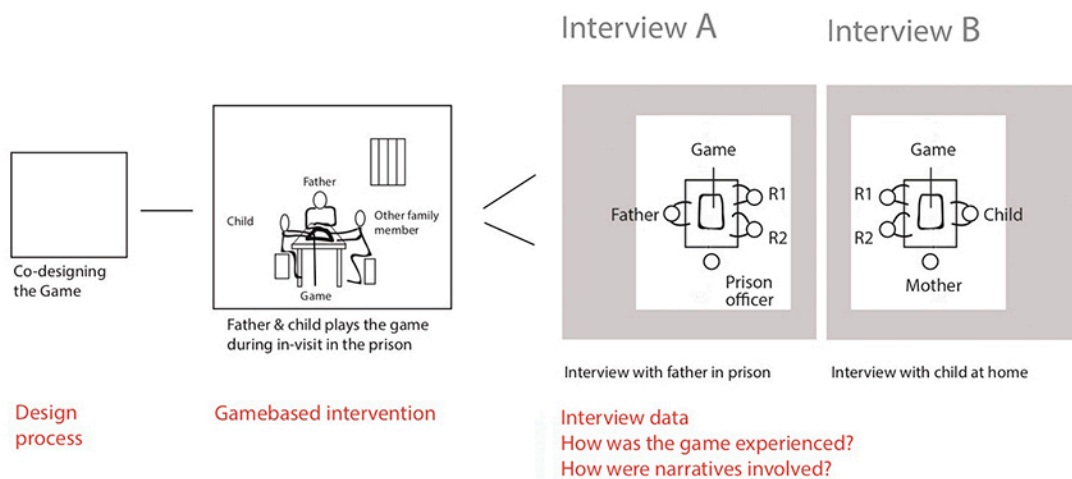 Interview A
Interview B
Co-designing
the Game
Father
Child
Other family
member
Game
Father & child plays the game
during in-visit in the prison
Game
Father
R1
R2
Prison
officer
Interview with father in prison
Game
R1
R2
Child
Mother
Interview with child at home
Design
process
Gamebased intervention
Interview data
How was the game experienced?
How were narratives involved?